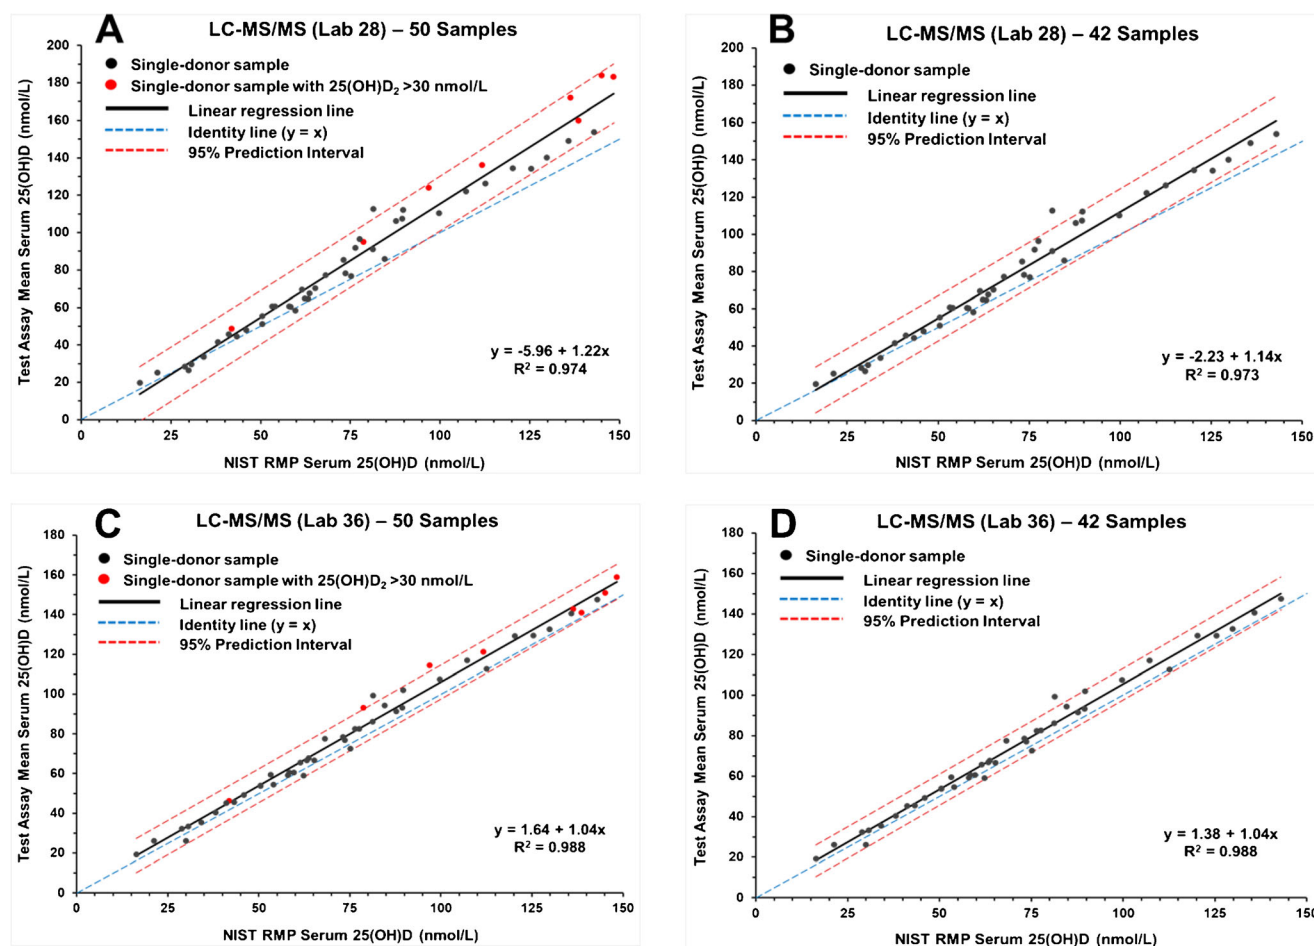 A
LC-MS/MS (Lab 28) – 50 Samples
Single-donor sample
Single-donor sample with 25(OH)D₂ >30 nmol/L
Linear regression line
Identity line (y = x)
95% Prediction Interval
Test Assay Mean Serum 25(OH)D (nmol/L)
200
180
160
140
120
100
80
60
40
20
0
y = -5.96 + 1.22x
R² = 0.974
0 25 50 75 100 125 150
NIST RMP Serum 25(OH)D (nmol/L)
B
LC-MS/MS (Lab 28) – 42 Samples
Single-donor sample
Linear regression line
Identity line (y = x)
95% Prediction Interval
Test Assay Mean Serum 25(OH)D (nmol/L)
200
180
160
140
120
100
80
60
40
20
0
y = -2.23 + 1.14x
R² = 0.973
0 25 50 75 100 125 150
NIST RMP Serum 25(OH)D (nmol/L)
C
LC-MS/MS (Lab 36) – 50 Samples
Single-donor sample
Single-donor sample with 25(OH)D₂ >30 nmol/L
Linear regression line
Identity line (y = x)
95% Prediction Interval
Test Assay Mean Serum 25(OH)D (nmol/L)
180
160
140
120
100
80
60
40
20
0
y = 1.64 + 1.04x
R² = 0.988
0 25 50 75 100 125 150
NIST RMP Serum 25(OH)D (nmol/L)
D
LC-MS/MS (Lab 36) – 42 Samples
Single-donor sample
Linear regression line
Identity line (y = x)
95% Prediction Interval
Test Assay Mean Serum 25(OH)D (nmol/L)
180
160
140
120
100
80
60
40
20
0
y = 1.38 + 1.04x
R² = 0.988
0 25 50 75 100 125 150
NIST RMP Serum 25(OH)D (nmol/L)